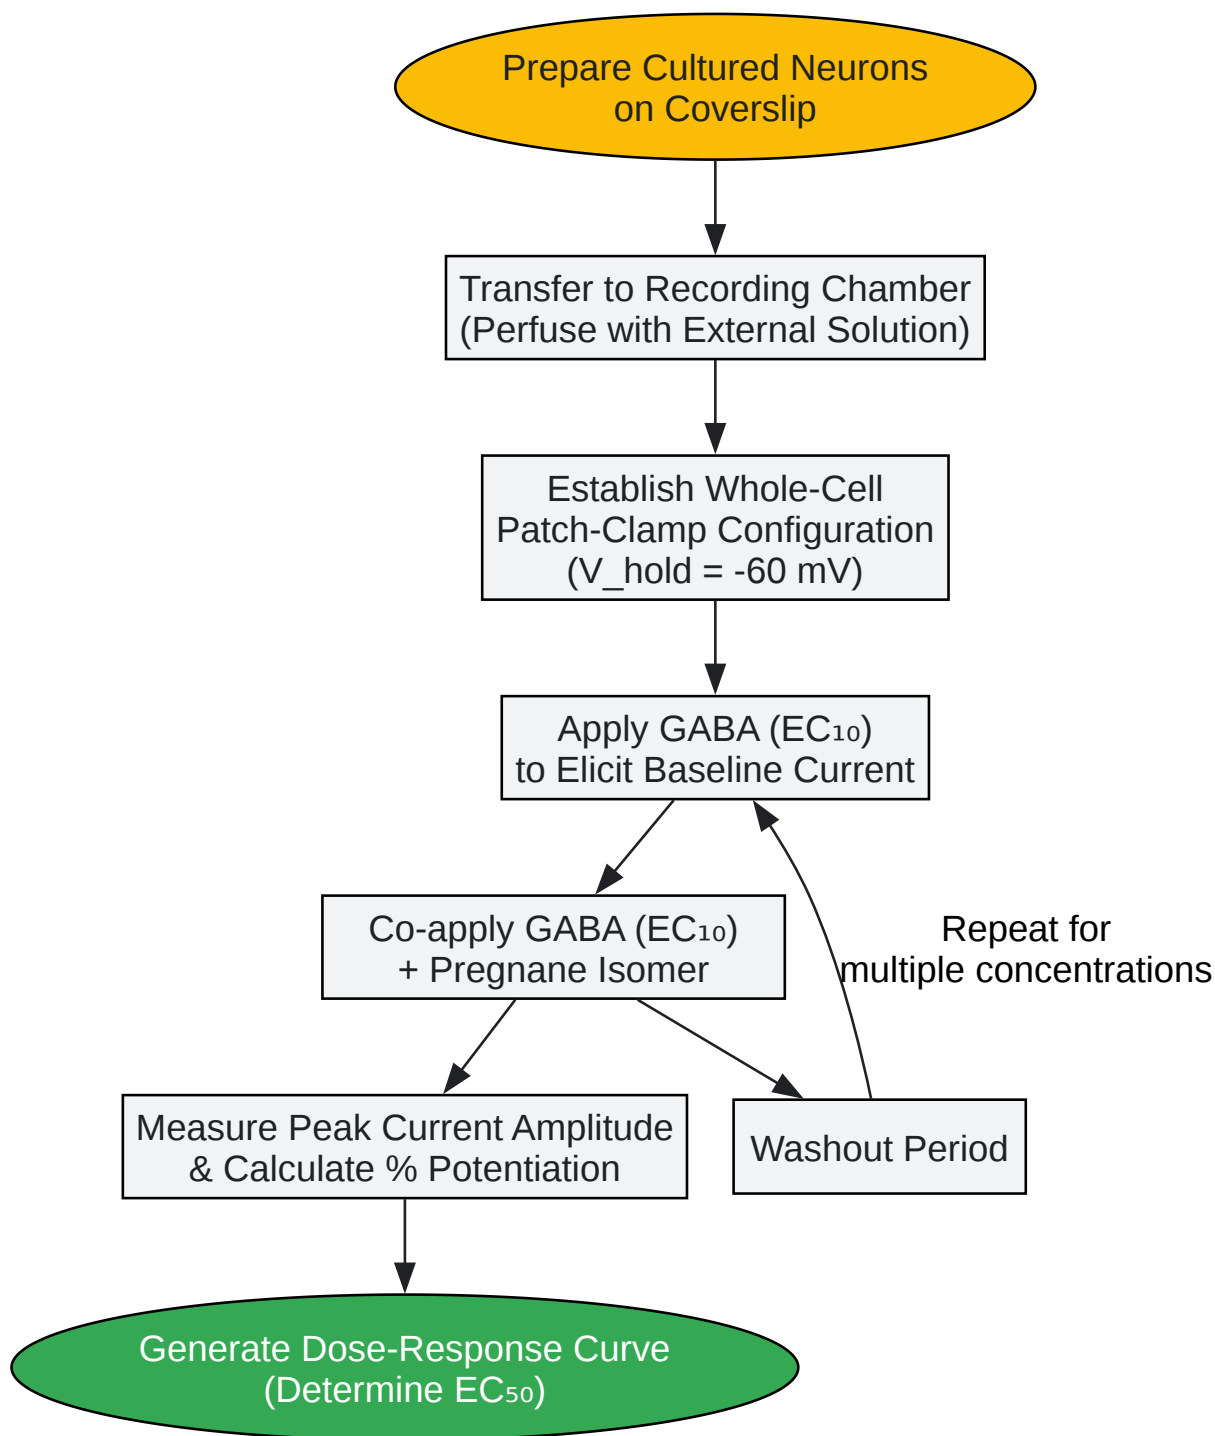 Prepare Cultured Neurons
on Coverslip
Transfer to Recording Chamber
(Perfuse with External Solution)
Establish Whole-Cell
Patch-Clamp Configuration
(V_hold = -60 mV)
Apply GABA (EC₁₀)
to Elicit Baseline Current
Co-apply GABA (EC₁₀)
+ Pregnane Isomer
Repeat for
multiple concentrations
Measure Peak Current Amplitude
& Calculate % Potentiation
Washout Period
Generate Dose-Response Curve
(Determine EC₅₀)